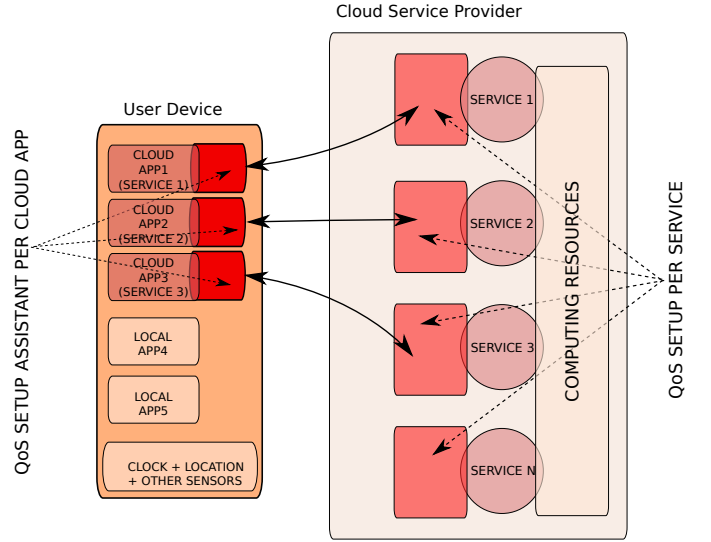 Cloud Service Provider
User Device
QoS SETUP ASSISTANT PER CLOUD APP
CLOUD
APP1
(SERVICE 1)
CLOUD
APP2
(SERVICE 2)
CLOUD
APP3
(SERVICE 3)
LOCAL
APP4
LOCAL
APP5
CLOCK + LOCATION
+ OTHER SENSORS
SERVICE 1
SERVICE 2
SERVICE 3
SERVICE N
COMPUTING RESOURCES
QoS SETUP PER SERVICE